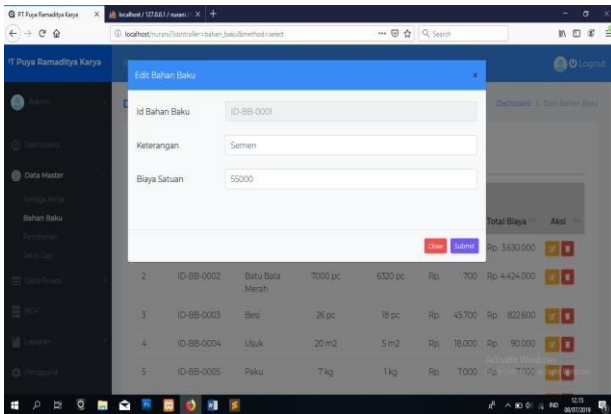 PT Puya Ramaditya Karya
localhost / 127.0.0.1 / nurani /
localhost/nurani/?controller=bahan_baku&method=select
Search
PT Puya Ramaditya Karya
Logout
Edit Bahan Baku
x
Admin
Id Bahan Baku
ID-BB-0001
Dashboard
Data Bahan Baku
Dashboard
Keterangan
Semen
Data Master
Biaya Satuan
55000
Tenaga Kerja
Bahan Baku
Pembelian
Close
Submit
Total Biaya
Aksi
Rp. 3.630.000
Data Proyek
2 ID-BB-0002 Batu Bata Merah 7000 pc 6320 pc Rp. 700 Rp. 4.424.000
SOP
3 ID-BB-0003 Besi 26 pc 18 pc Rp. 45.700 Rp. 822.600
Laporan
4 ID-BB-0004 Usuk 20 m2 5 m2 Rp. 18.000 Rp. 90.000
Activate Windows
Pengguna
5 ID-BB-0005 Paku 7 kg 1 kg Rp. 7.000 Rp. 7.000
IND
12.15
08/07/2019